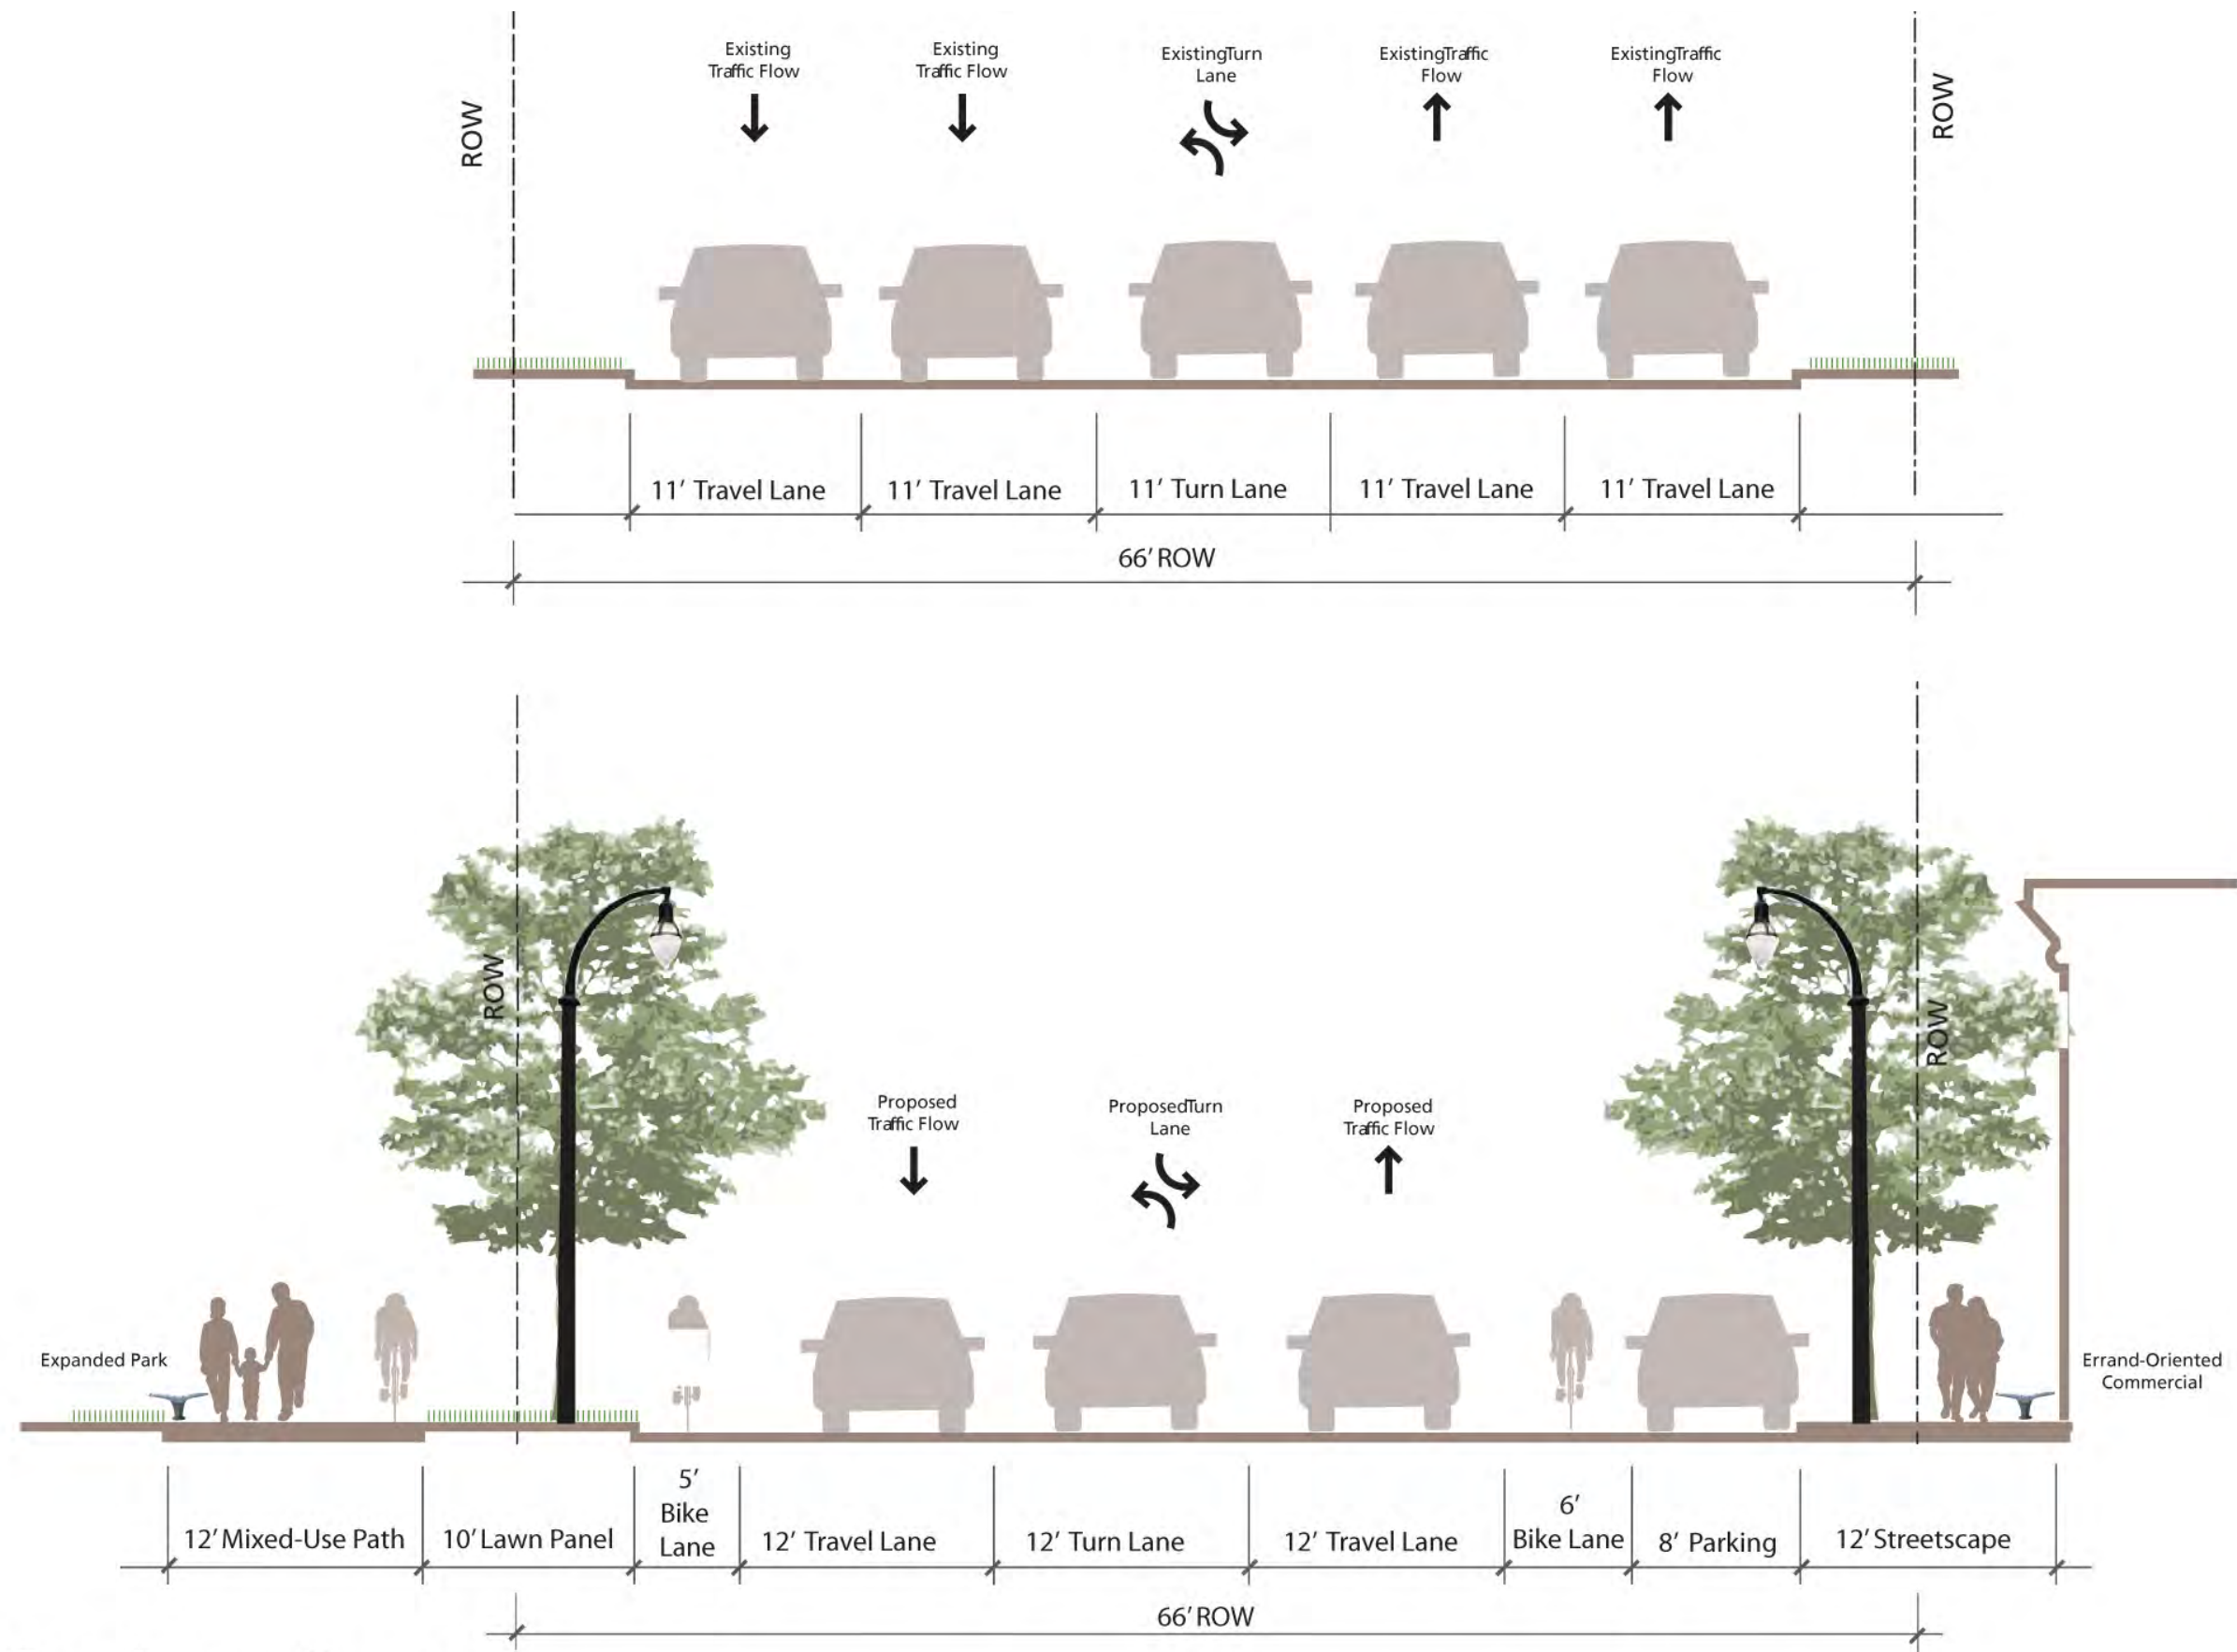 Existing
Traffic Flow
Existing
Traffic Flow
ExistingTurn
Lane
ExistingTraffic
Flow
ExistingTraffic
Flow
ROW
ROW
11' Travel Lane
11' Travel Lane
11' Turn Lane
11' Travel Lane
11' Travel Lane
66' ROW
ROW
ROW
Proposed
Traffic Flow
ProposedTurn
Lane
Proposed
Traffic Flow
Expanded Park
Errand-Oriented
Commercial
12' Mixed-Use Path
10' Lawn Panel
5'
Bike
Lane
12' Travel Lane
12' Turn Lane
12' Travel Lane
6'
Bike Lane
8' Parking
12' Streetscape
66' ROW